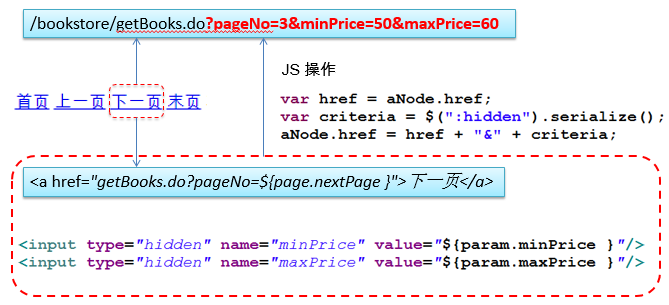 /bookstore/getBooks.do?pageNo=3&minPrice=50&maxPrice=60
JS 操作
首页 上一页 下一页 末页
var href = aNode.href;
var criteria = $(":hidden").serialize();
aNode.href = href + "&" + criteria;
<a href="getBooks.do?pageNo=${page.nextPage }">下一页</a>
<input type="hidden" name="minPrice" value="${param.minPrice }"/>
<input type="hidden" name="maxPrice" value="${param.maxPrice }"/>